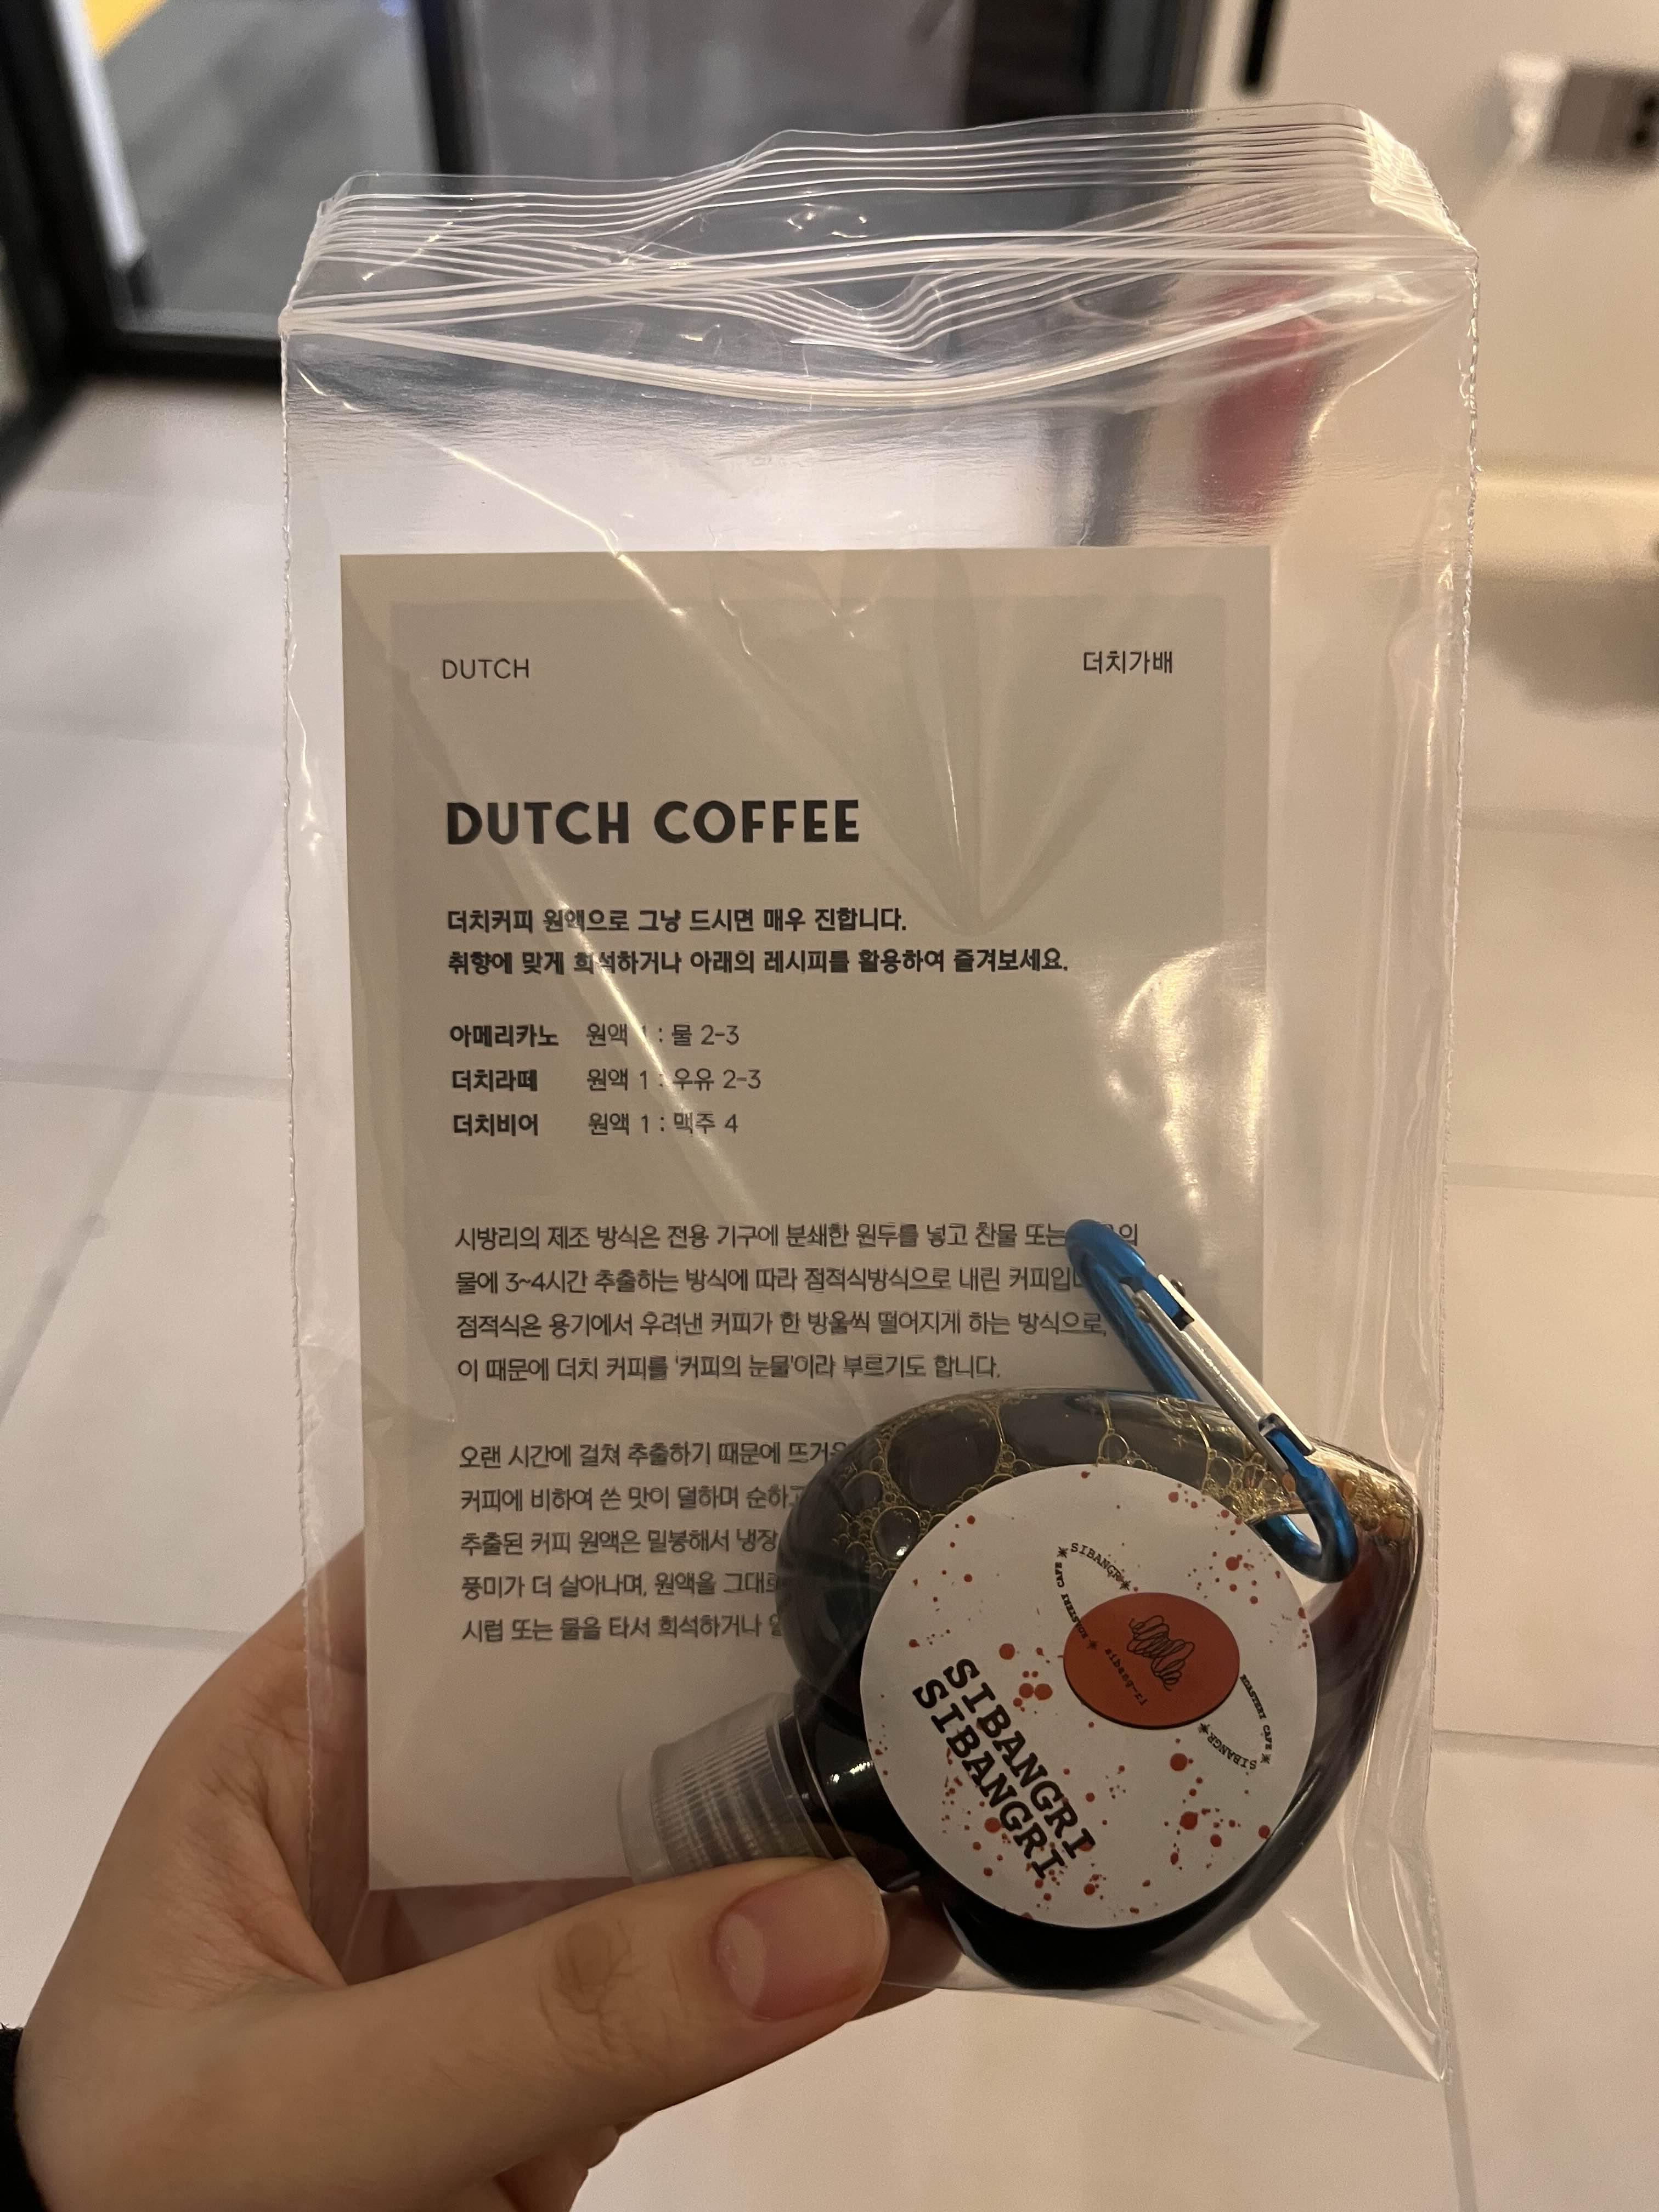 DUTCH
더치가배
DUTCH COFFEE
더치커피 원액으로 그냥 드시면 매우 진합니다.
취향에 맞게 희석하거나 아래의 레시피를 활용하여 즐겨보세요.
아메리카노 원액 1 : 물 2-3
더치라떼 원액 1 : 우유 2-3
더치비어 원액 1 : 맥주 4
시방리의 제조 방식은 전용 기구에 분쇄한 원두를 넣고 찬물 또는
물에 3~4시간 추출하는 방식에 따라 점적식방식으로 내린
점적식은 용기에서 우려낸 커피가 한 방울씩 떨어지게 하는 방식으로,
이 때문에 더치 커피를 '커피의 눈물'이라 부르기도 합니다.
오랜 시간에 걸쳐 추출하기 때문에
커피에 비하여 쓴 맛이 덜하며
추출된 커피 원액은 밀봉해서 냉장
풍미가 더 살아나며, 원액을
시럽 또는 물을 타서 희석하거나
SIBANGRI
ROASTERY CAFE
sibang-ri
ROASTERY CAFE
SIBANGRI
SIBANGRI
SIBANGRI